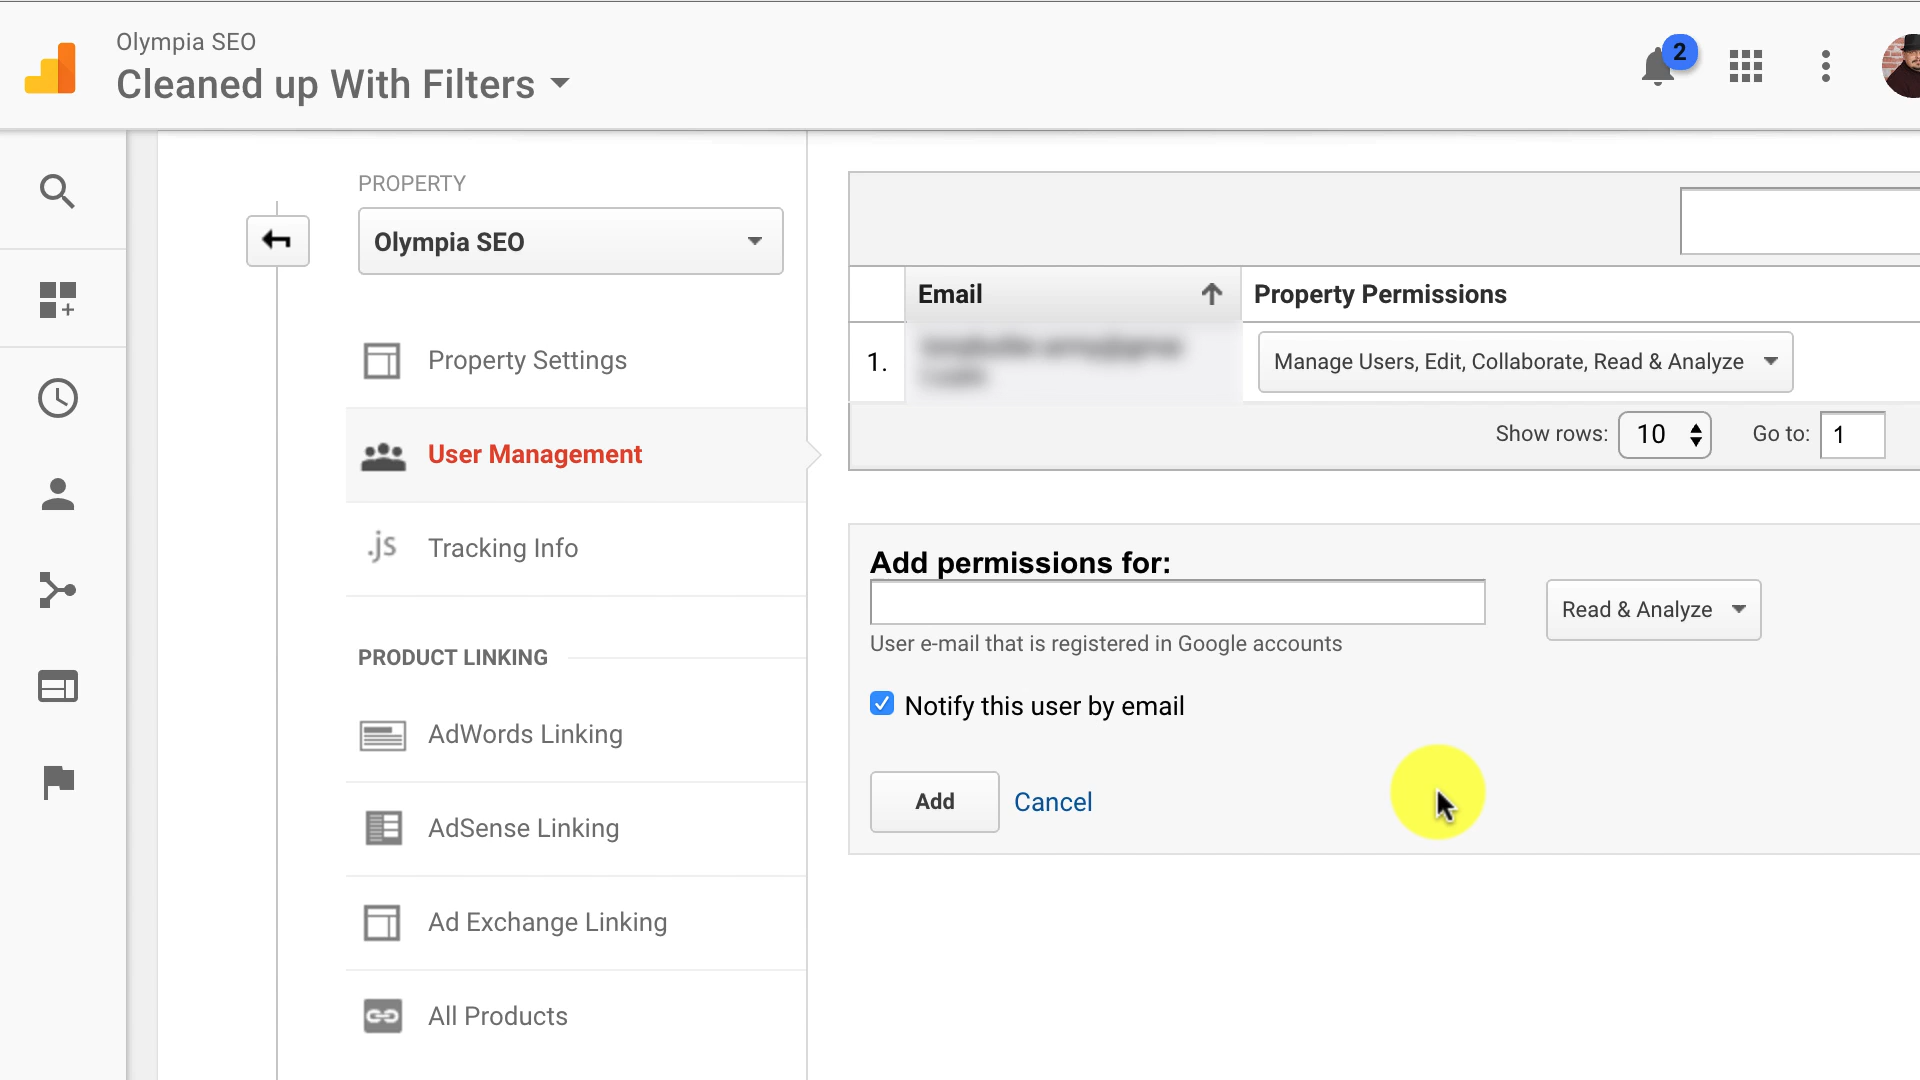 Olympia SEO
Cleaned up With Filters
2
PROPERTY
Olympia SEO
Property Settings
User Management
.js Tracking Info
PRODUCT LINKING
AdWords Linking
AdSense Linking
Ad Exchange Linking
All Products
Email
Property Permissions
1.
Manage Users, Edit, Collaborate, Read & Analyze
Show rows: 10 Go to: 1
Add permissions for:
Read & Analyze
User e-mail that is registered in Google accounts
Notify this user by email
Add Cancel